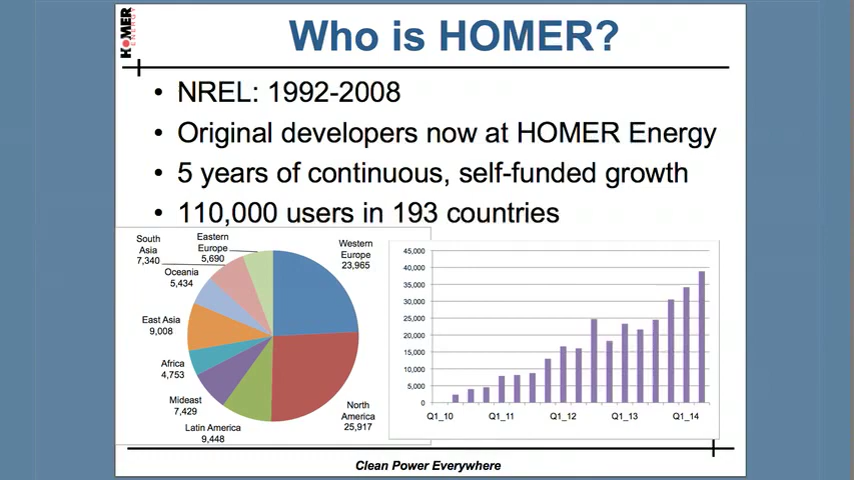 HOMER
ENERGY
Who is HOMER?
• NREL: 1992-2008
• Original developers now at HOMER Energy
• 5 years of continuous, self-funded growth
• 110,000 users in 193 countries
South
Asia
7,340
Eastern
Europe
5,690
Western
Europe
23,965
Oceania
5,434
East Asia
9,008
Africa
4,753
Mideast
7,429
Latin America
9,448
North
America
25,917
45,000
40,000
35,000
30,000
25,000
20,000
15,000
10,000
5,000
0
Q1_10 Q1_11 Q1_12 Q1_13 Q1_14
Clean Power Everywhere